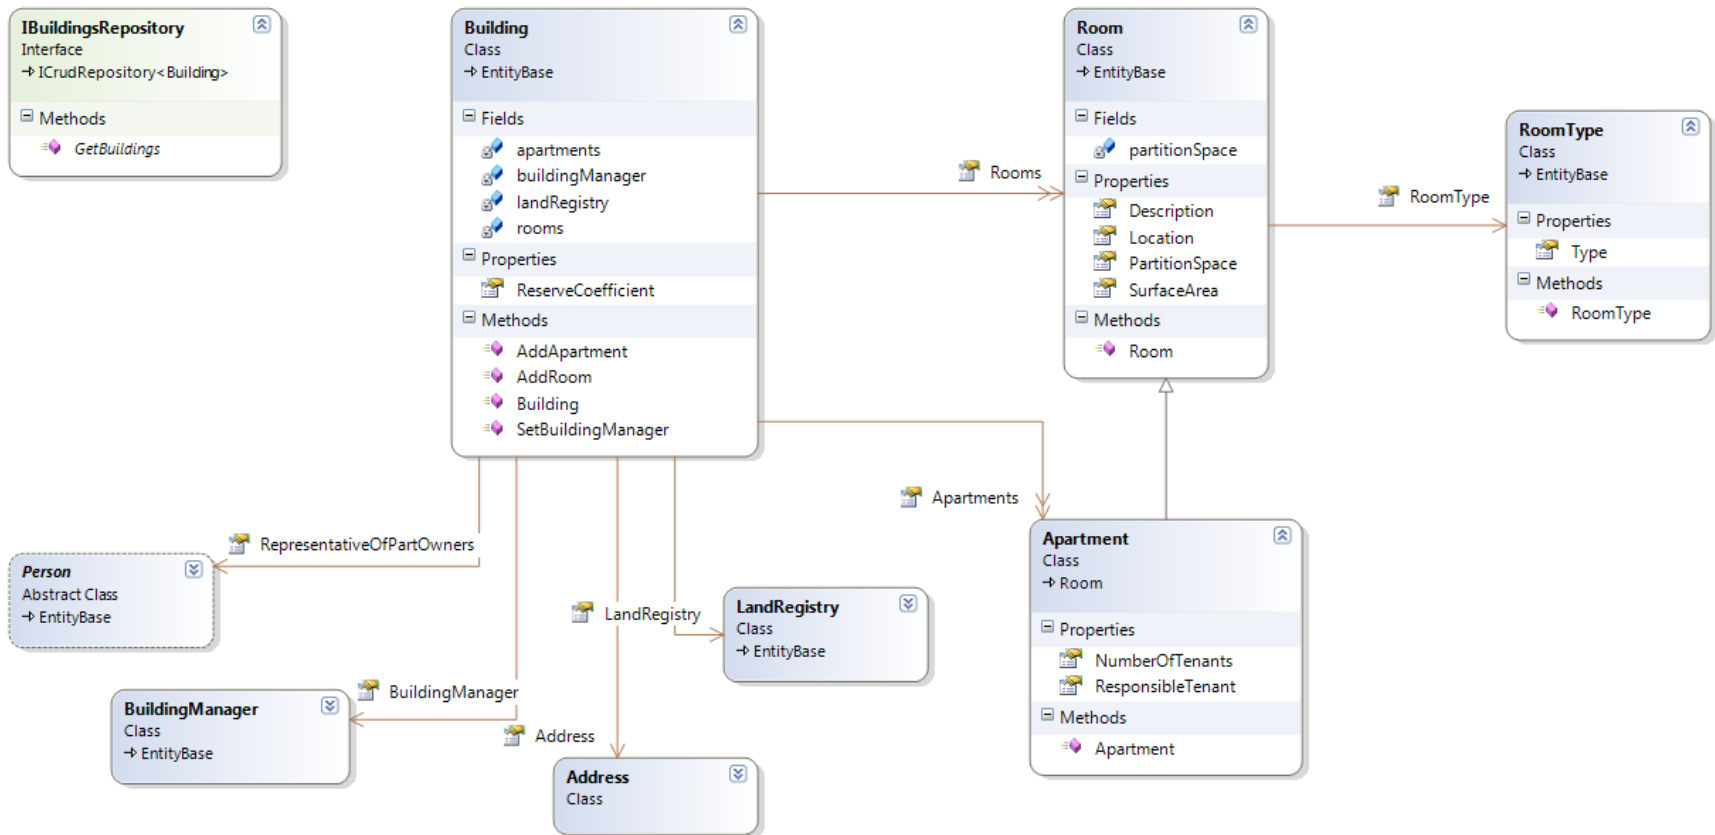 IBuildingsRepository
Interface
ICrudRepository<Building>
Methods
GetBuildings
Building
Class
EntityBase
Fields
apartments
buildingManager
landRegistry
rooms
Properties
ReserveCoefficient
Methods
AddApartment
AddRoom
Building
SetBuildingManager
Rooms
Room
Class
EntityBase
Fields
partitionSpace
Properties
Description
Location
PartitionSpace
SurfaceArea
Methods
Room
RoomType
RoomType
Class
EntityBase
Properties
Type
Methods
RoomType
Apartments
Apartment
Class
Room
Properties
NumberOfTenants
ResponsibleTenant
Methods
Apartment
RepresentativeOfPartOwners
Person
Abstract Class
EntityBase
LandRegistry
LandRegistry
Class
EntityBase
BuildingManager
BuildingManager
Class
EntityBase
Address
Address
Class